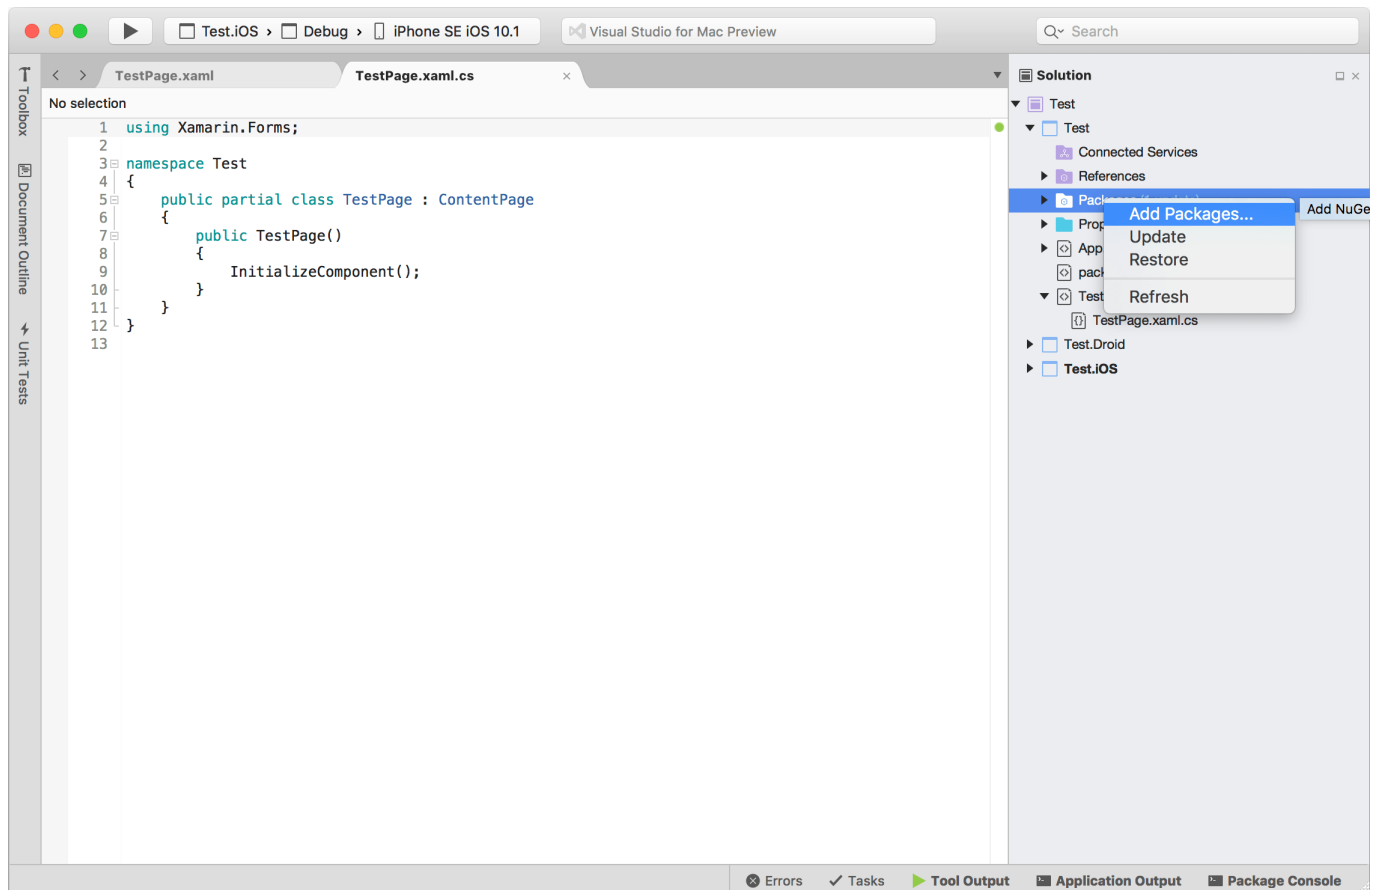 Test.iOS > Debug > iPhone SE iOS 10.1
Visual Studio for Mac Preview
Search
Toolbox
Document Outline
Unit Tests
TestPage.xaml
TestPage.xaml.cs
No selection
1 using Xamarin.Forms;
2
3 namespace Test
4 {
5 public partial class TestPage : ContentPage
6 {
7 public TestPage()
8 {
9 InitializeComponent();
10 }
11 }
12 }
13
Solution
Test
Test
Connected Services
References
Add Packages...
Update
Restore
Refresh
Add NuGe
Prop
App
pack
Test
TestPage.xaml.cs
Test.Droid
Test.iOS
Errors
Tasks
Tool Output
Application Output
Package Console